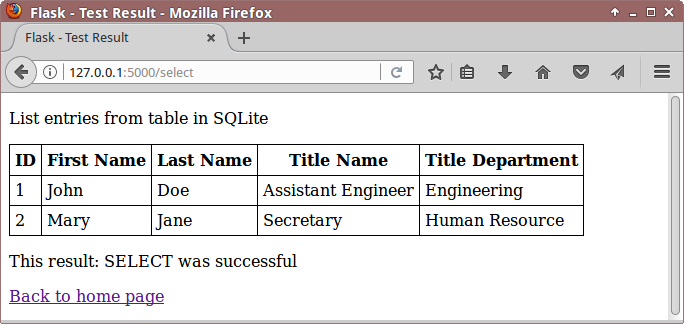 Flask - Test Result - Mozilla Firefox
Flask - Test Result
127.0.0.1:5000/select
List entries from table in SQLite
ID First Name Last Name Title Name Title Department
1 John Doe Assistant Engineer Engineering
2 Mary Jane Secretary Human Resource
This result: SELECT was successful
Back to home page